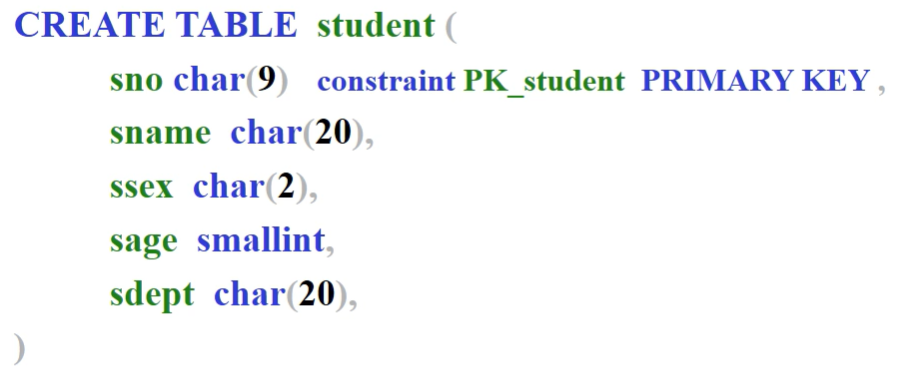 CREATE TABLE student (
sno char(9) constraint PK_student PRIMARY KEY ,
sname char(20),
ssex char(2),
sage smallint,
sdept char(20),
)